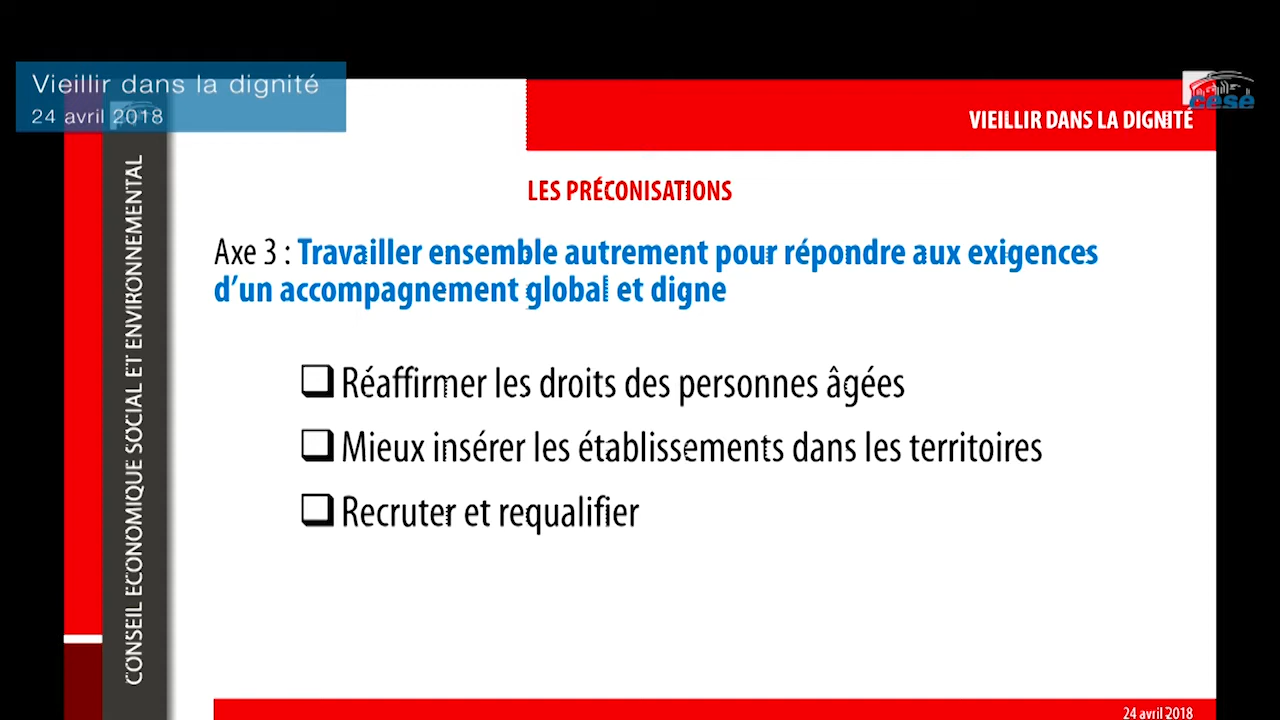 Vieillir dans la dignité
24 avril 2018
cese
VIEILLIR DANS LA DIGNITÉ
CONSEIL ECONOMIQUE SOCIAL ET ENVIRONNEMENTAL
LES PRÉCONISATIONS
Axe 3 : Travailler ensemble autrement pour répondre aux exigences
d’un accompagnement global et digne
❑ Réaffirmer les droits des personnes âgées
❑ Mieux insérer les établissements dans les territoires
❑ Recruter et requalifier
24 avril 2018